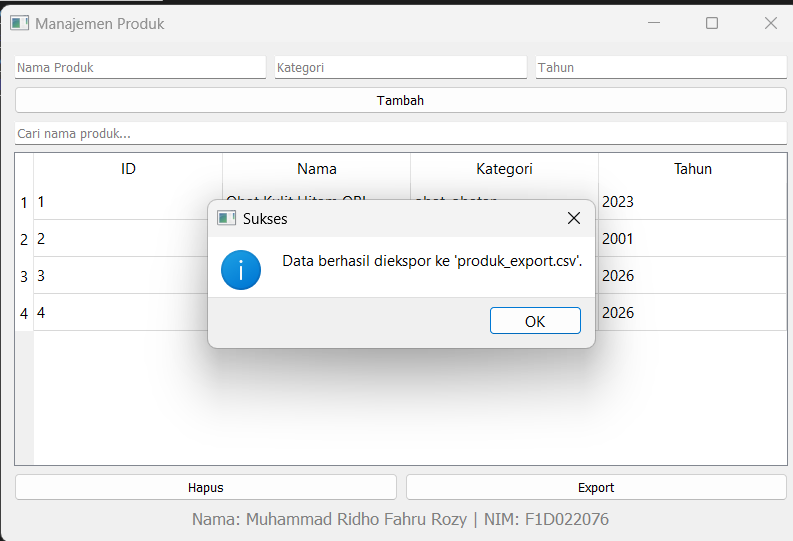 Manajemen Produk
Nama Produk Kategori Tahun
Tambah
Cari nama produk...
ID Nama Kategori Tahun
1 1 2023
2 2 2001
3 3 2026
4 4 2026
Sukses
Data berhasil diekspor ke 'produk_export.csv'.
OK
Hapus Export
Nama: Muhammad Ridho Fahru Rozy | NIM: F1D022076